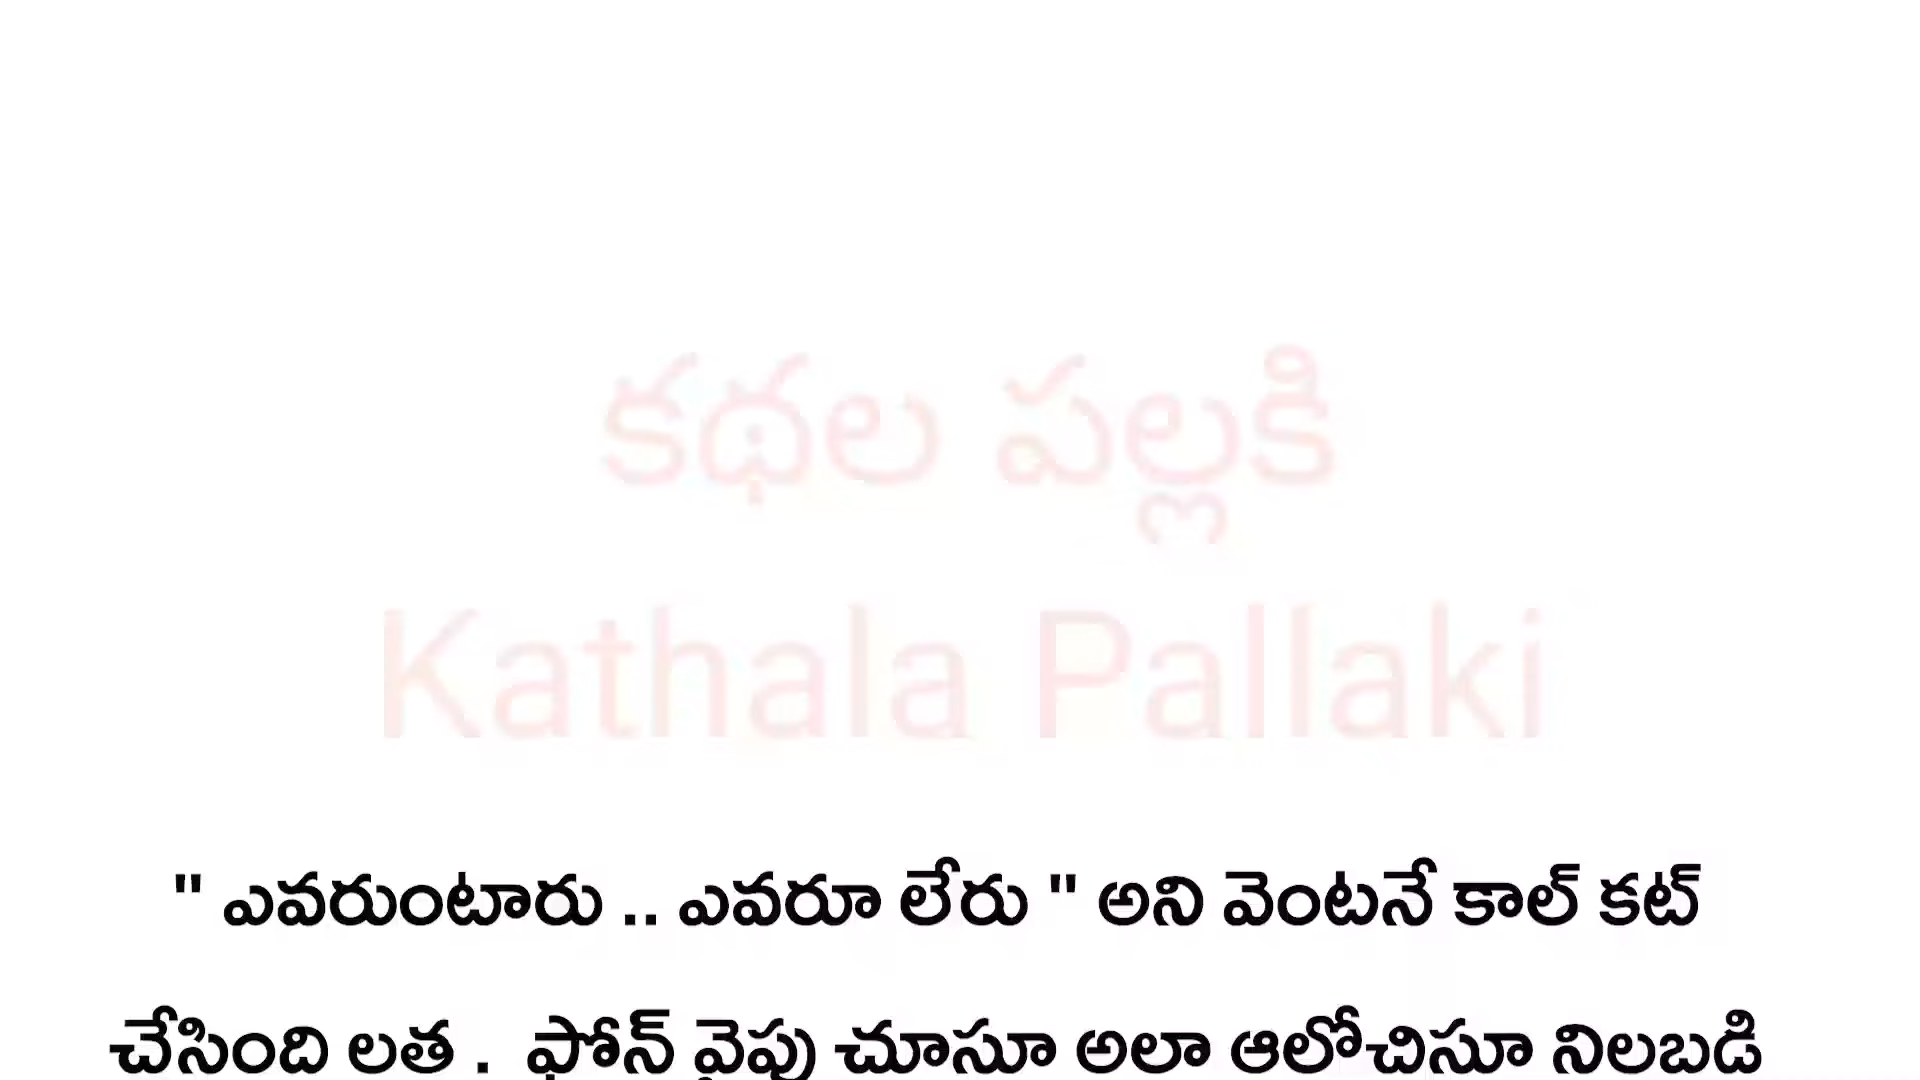 కథల పల్లకి
Kathala Pallaki
" ఎవరుంటారు .. ఎవరూ లేరు " అని వెంటనే కాల్ కట్
చేసింది లత . ఫోన్ వైపు చూసూ అలా ఆలోచిసూ నిలబడి